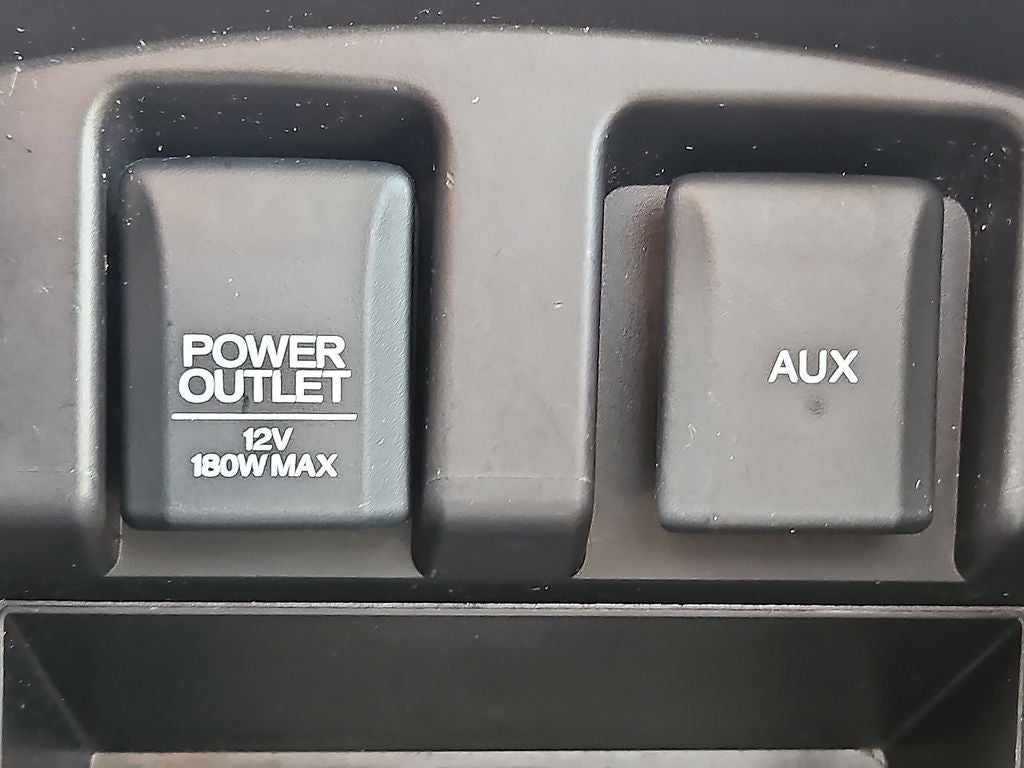 POWER
OUTLET
12V
180W MAX
AUX